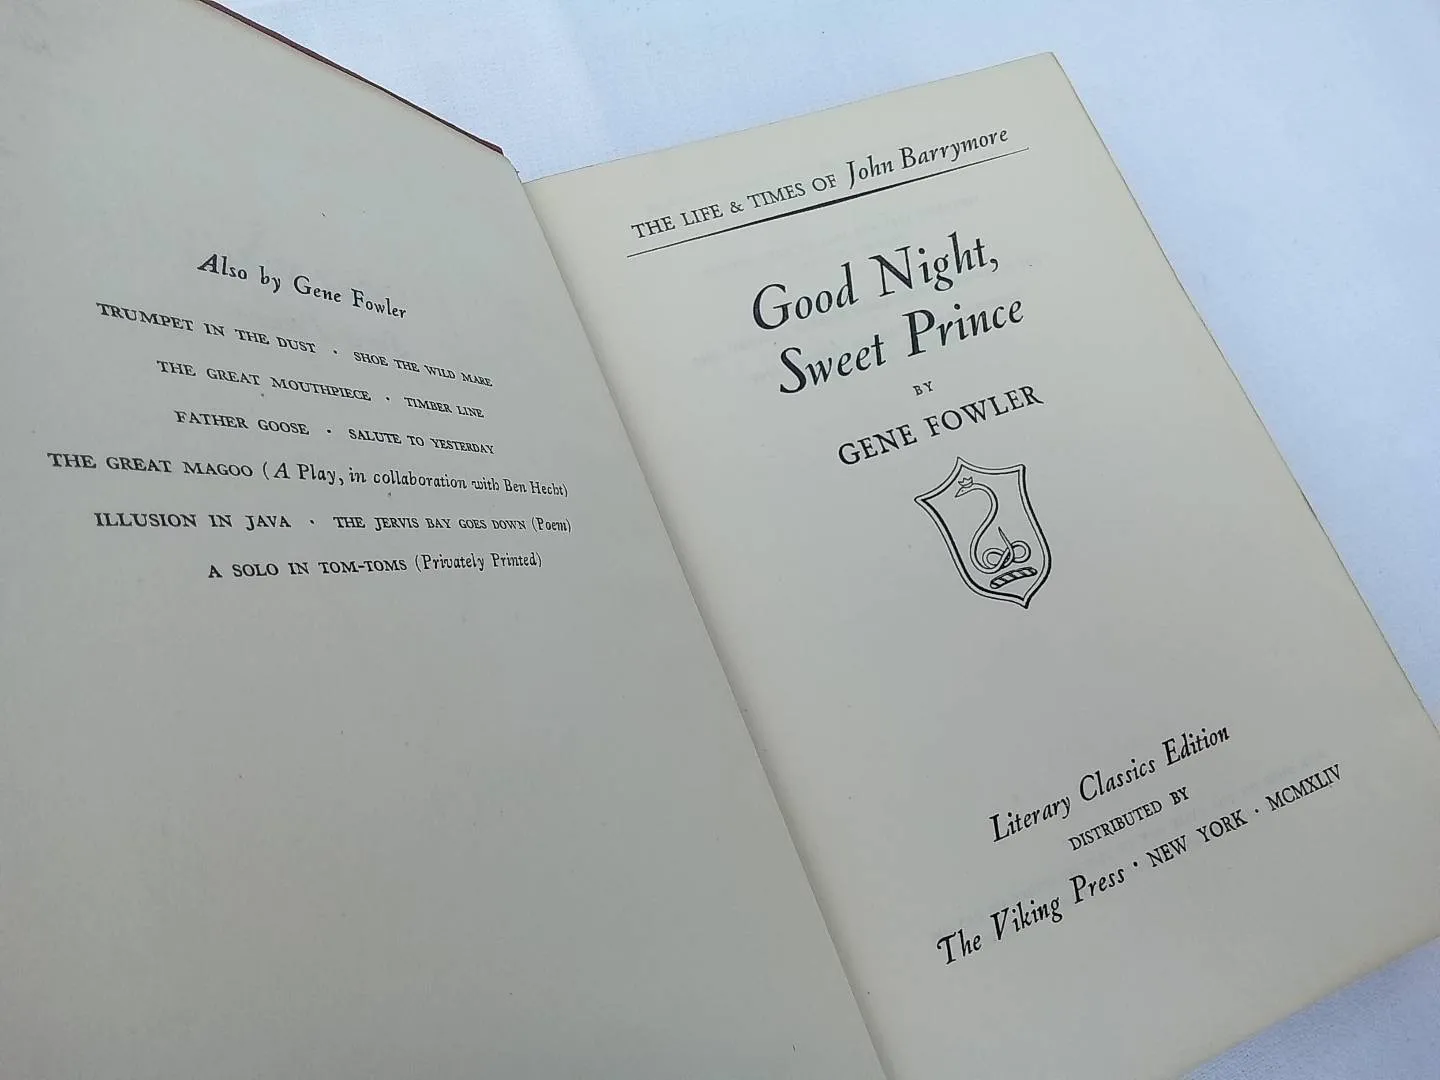 Also by Gene Fowler
TRUMPET IN THE DUST · SHOE THE WILD MARE
THE GREAT MOUTHPIECE · TIMBER LINE
FATHER GOOSE · SALUTE TO YESTERDAY
THE GREAT MAGOO (A Play, in collaboration with Ben Hecht)
ILLUSION IN JAVA · THE JERVIS BAY GOES DOWN (Poem)
A SOLO IN TOM-TOMS (Privately Printed)
THE LIFE & TIMES OF John Barrymore
Good Night,
Sweet Prince
BY
GENE FOWLER
Literary Classics Edition
DISTRIBUTED BY
The Viking Press · NEW YORK · MCMXLIV